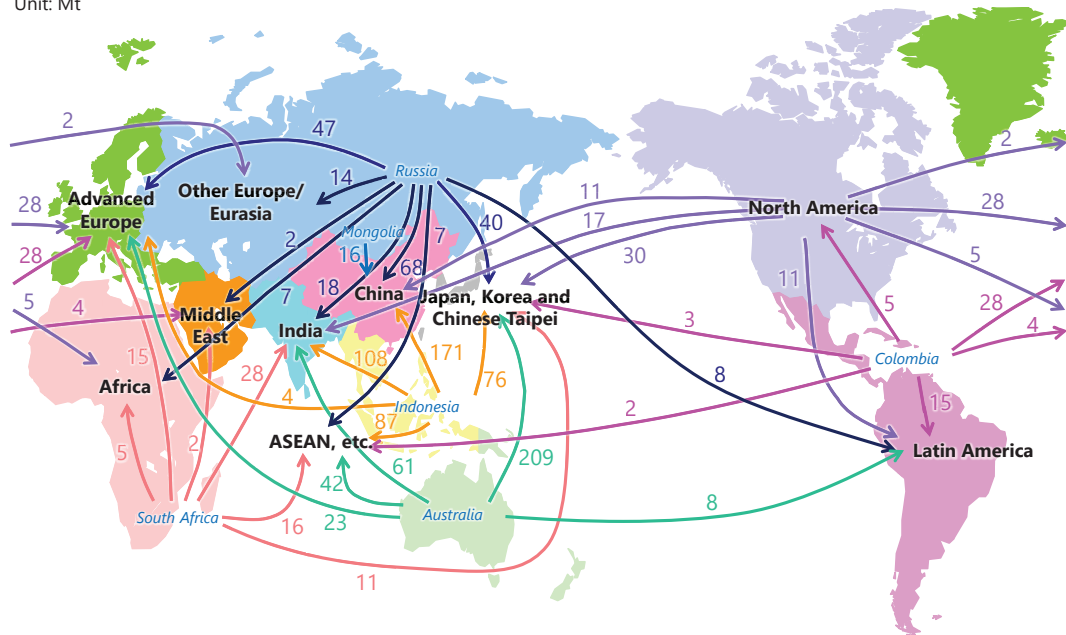 Unit: Mt
2
47
Russia
14
Advanced
Europe
Other Europe/
Eurasia
28
28
2
Mongolia
16
7
40
68
18
7
China
India
Japan, Korea and
Chinese Taipei
11
17
30
North America
2
28
5
11
5
28
4
3
Colombia
15
Latin America
8
2
5
4
Middle
East
15
Africa
28
108
171
76
4
Indonesia
87
ASEAN, etc.
5
2
61
209
42
23
16
South Africa
Australia
8
11